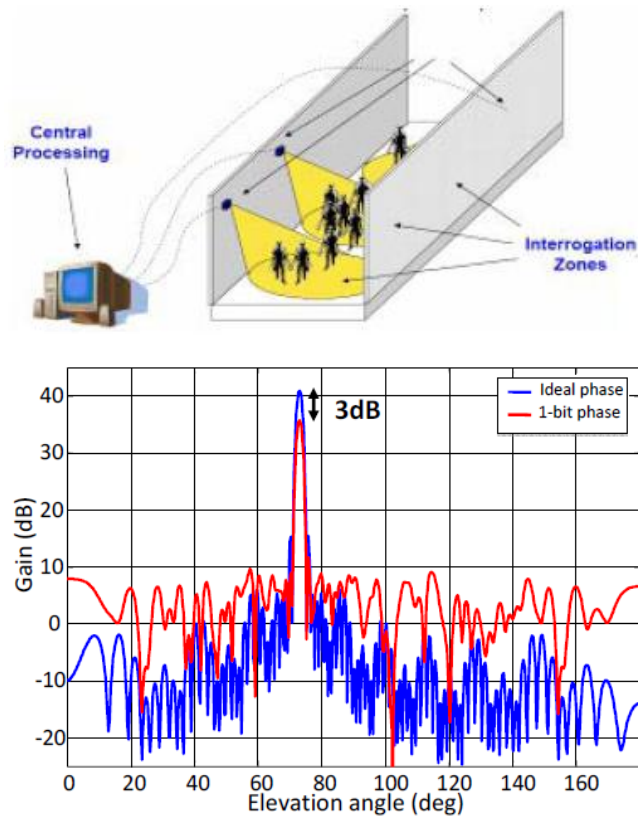 Central
Processing
Interrogation
Zones
40
30
20
10
0
-10
-20
Gain (dB)
3dB
Ideal phase
1-bit phase
0 20 40 60 80 100 120 140 160
Elevation angle (deg)